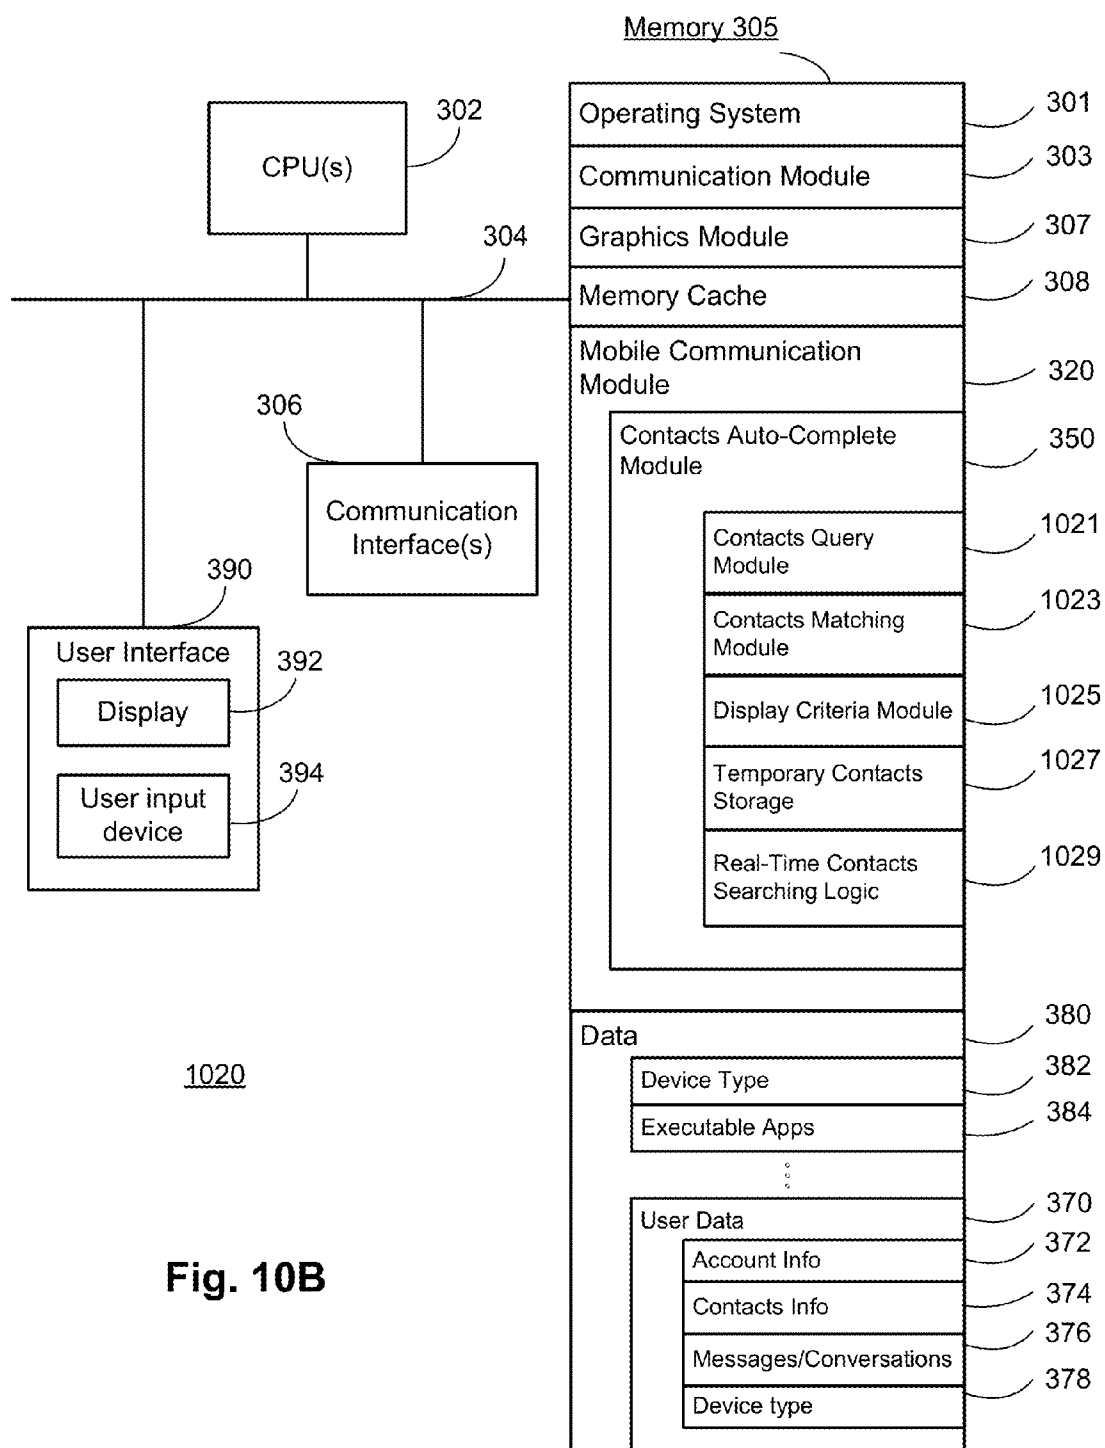 Memory 305
Operating System
301
Communication Module
303
Graphics Module
307
Memory Cache
308
Mobile Communication
Module
320
Contacts Auto-Complete
Module
350
Contacts Query
Module
1021
Contacts Matching
Module
1023
Display Criteria Module
1025
Temporary Contacts
Storage
1027
Real-Time Contacts
Searching Logic
1029
CPU(s)
302
304
306
Communication
Interface(s)
390
User Interface
Display
392
User input
device
394
Data
380
Device Type
382
Executable Apps
384
User Data
370
Account Info
372
Contacts Info
374
Messages/Conversations
376
Device type
378
1020
Fig. 10B